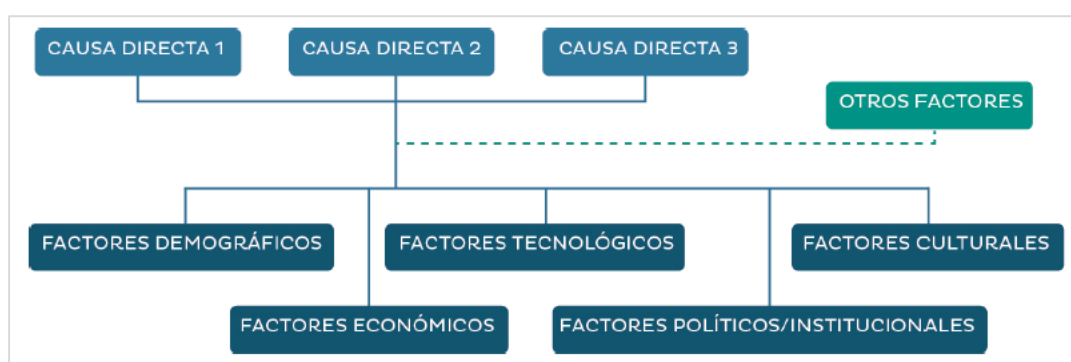 CAUSA DIRECTA 1
CAUSA DIRECTA 2
CAUSA DIRECTA 3
OTROS FACTORES
FACTORES DEMOGRÁFICOS
FACTORES TECNOLÓGICOS
FACTORES CULTURALES
FACTORES ECONÓMICOS
FACTORES POLÍTICOS/INSTITUCIONALES